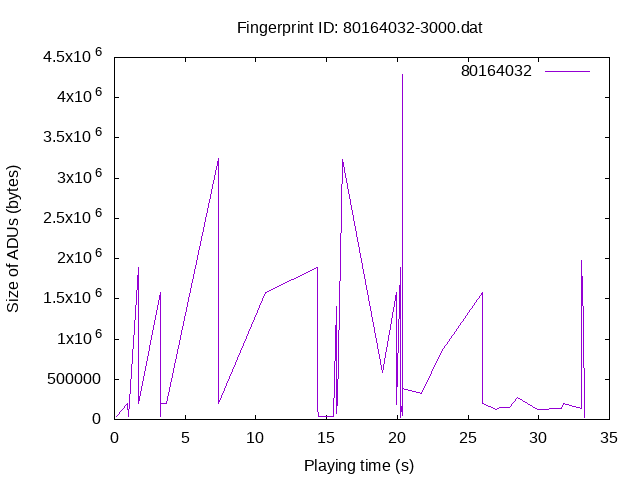 Fingerprint ID: 80164032-3000.dat
80164032
Size of ADUs (bytes)
4.5x10^6
4x10^6
3.5x10^6
3x10^6
2.5x10^6
2x10^6
1.5x10^6
1x10^6
500000
0
0 5 10 15 20 25 30 35
Playing time (s)